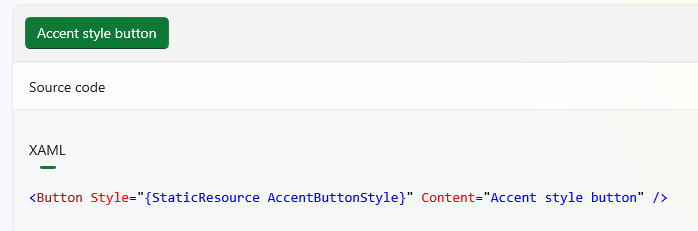 Accent style button
Source code
XAML
<Button Style="{StaticResource AccentButtonStyle}" Content="Accent style button" />